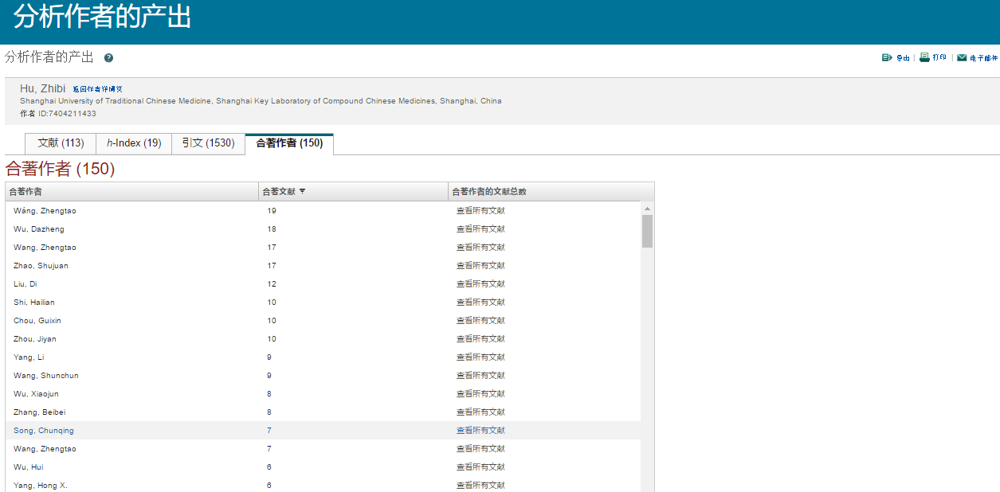 分析作者的产出
分析作者的产出 ?
导出 | 打印 | 电子邮件
Hu, Zhibi 返回作者详情页
Shanghai University of Traditional Chinese Medicine, Shanghai Key Laboratory of Compound Chinese Medicines, Shanghai, China
作者 ID:7404211433
文献 (113) h-Index (19) 引文 (1530) 合著作者 (150)
合著作者 (150)
合著作者 合著文献 合著作者的文献总数
Wáng, Zhengtao 19 查看所有文献
Wu, Dazheng 18 查看所有文献
Wang, Zhengtao 17 查看所有文献
Zhao, Shujuan 17 查看所有文献
Liu, Di 12 查看所有文献
Shi, Hailian 10 查看所有文献
Chou, Guixin 10 查看所有文献
Zhou, Jiyan 10 查看所有文献
Yang, Li 9 查看所有文献
Wang, Shunchun 9 查看所有文献
Wu, Xiaojun 8 查看所有文献
Zhang, Beibei 8 查看所有文献
Song, Chunqing 7 查看所有文献
Wang, Zhengtao 7 查看所有文献
Wu, Hui 6 查看所有文献
Yang, Hong X. 6 查看所有文献